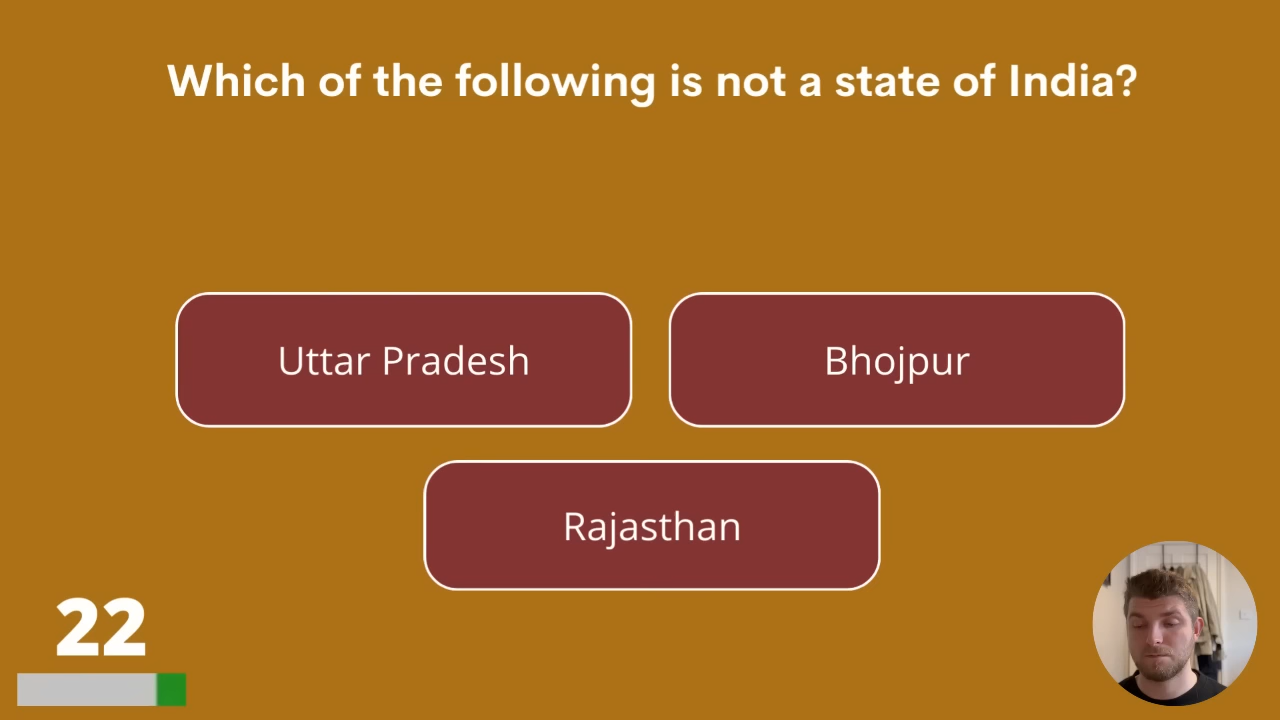 Which of the following is not a state of India?
Uttar Pradesh
Bhojpur
Rajasthan
22